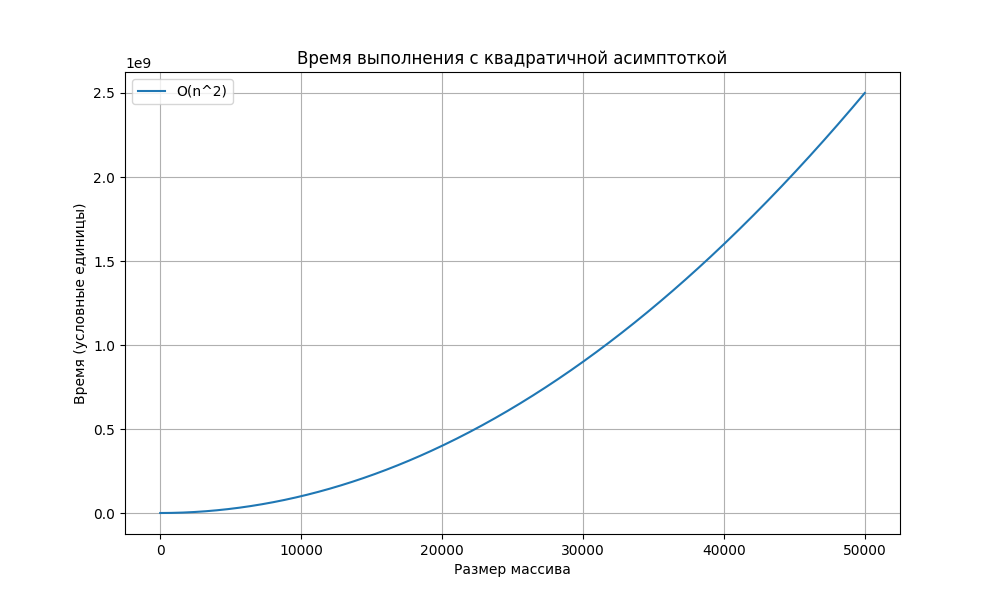 Время выполнения с квадратичной асимптоткой
1e9
O(n^2)
2.5
2.0
1.5
1.0
0.5
0.0
Время (условные единицы)
0 10000 20000 30000 40000 50000
Размер массива